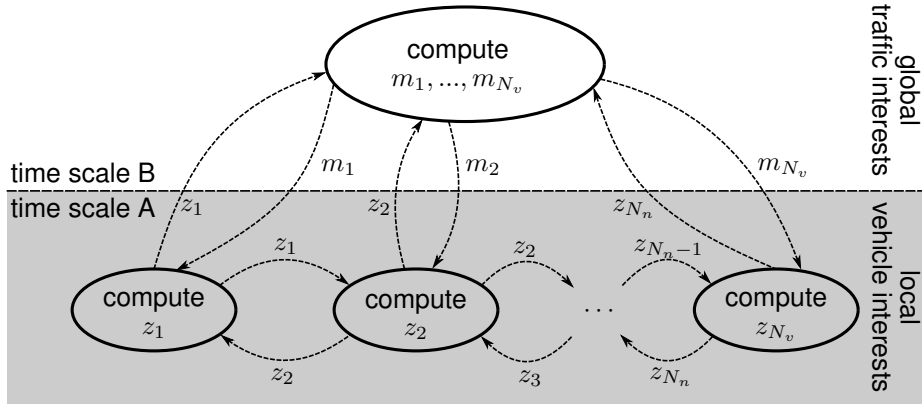 compute
m_1, ..., m_{N_v}
global
traffic interests
time scale B
m_1
m_2
m_{N_v}
time scale A
z_1
z_2
z_{N_n}
z_1
z_2
z_{N_n-1}
compute
z_1
compute
z_2
...
compute
z_{N_v}
z_2
z_3
z_{N_n}
local
vehicle interests